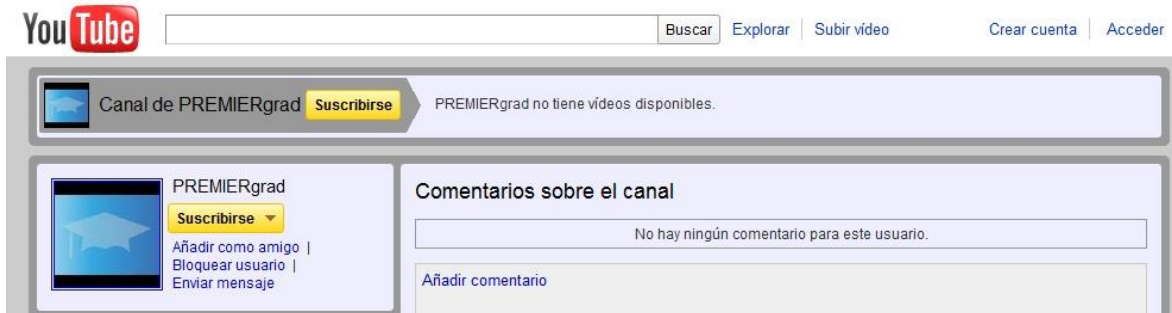 YouTube Buscar Explorar Subir vídeo Crear cuenta Acceder
Canal de PREMIERgrad Suscribirse PREMIERgrad no tiene vídeos disponibles.
PREMIERgrad
Suscribirse
Añadir como amigo |
Bloquear usuario |
Enviar mensaje
Comentarios sobre el canal
No hay ningún comentario para este usuario.
Añadir comentario